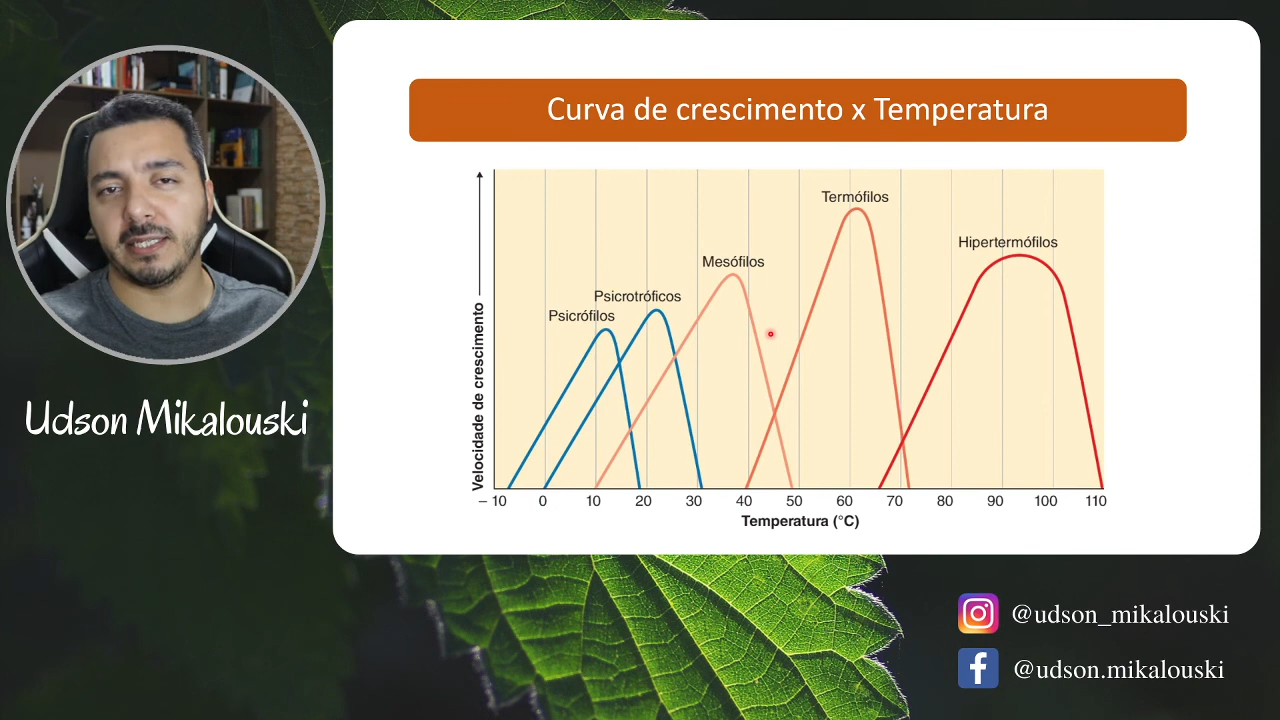 Curva de crescimento x Temperatura
Termófilos
Hipertermófilos
Mesófilos
Psicrotróficos
Psicrófilos
Velocidade de crescimento
– 10 0 10 20 30 40 50 60 70 80 90 100 110
Temperatura (°C)
Udson Mikalouski
@udson_mikalouski
@udson.mikalouski